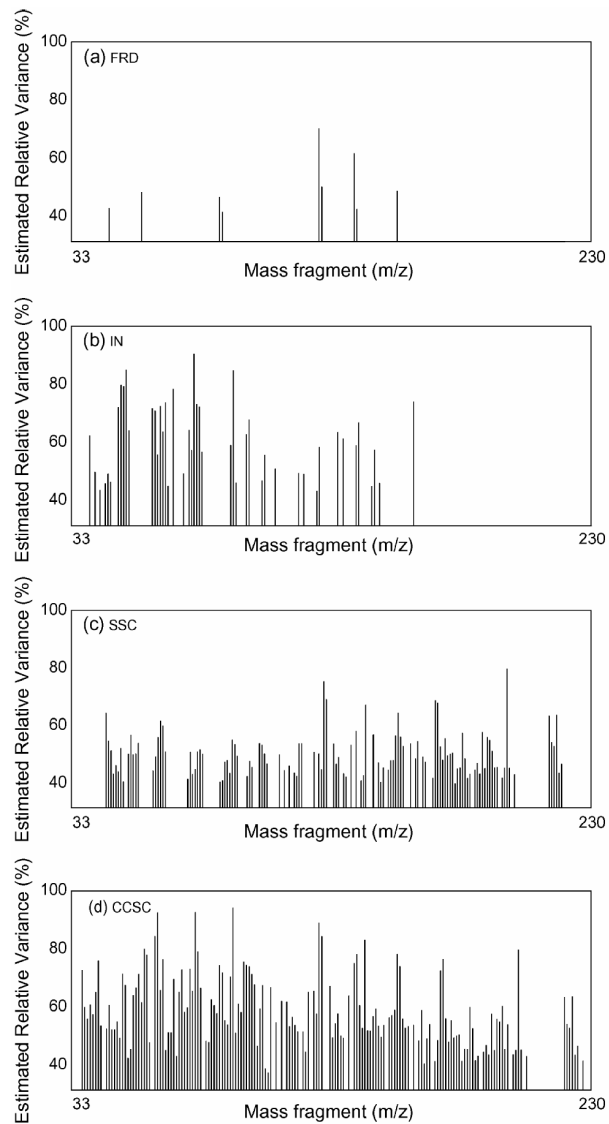 Estimated Relative Variance (%)
100
80
60
40
(a) FRD
33
230
Mass fragment (m/z)
Estimated Relative Variance (%)
100
80
60
40
(b) IN
33
230
Mass fragment (m/z)
Estimated Relative Variance (%)
100
80
60
40
(c) SSC
33
230
Mass fragment (m/z)
Estimated Relative Variance (%)
100
80
60
40
(d) CCSC
33
230
Mass fragment (m/z)